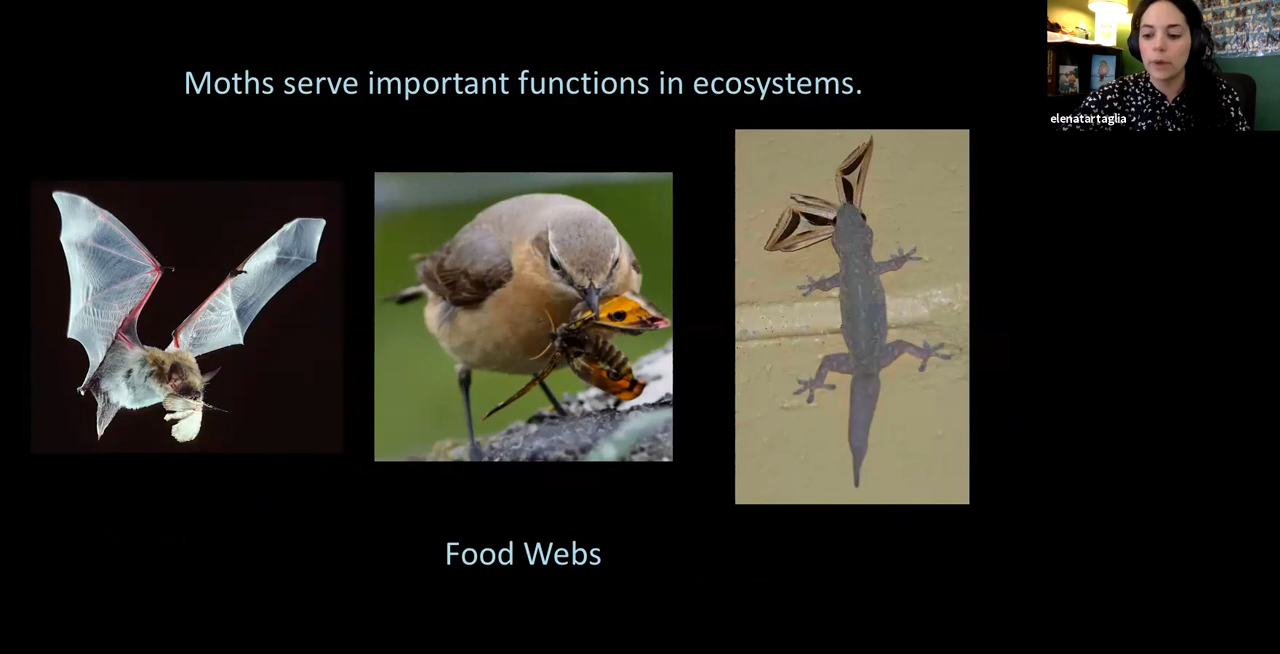 Moths serve important functions in ecosystems.
elenatartaglia
Food Webs